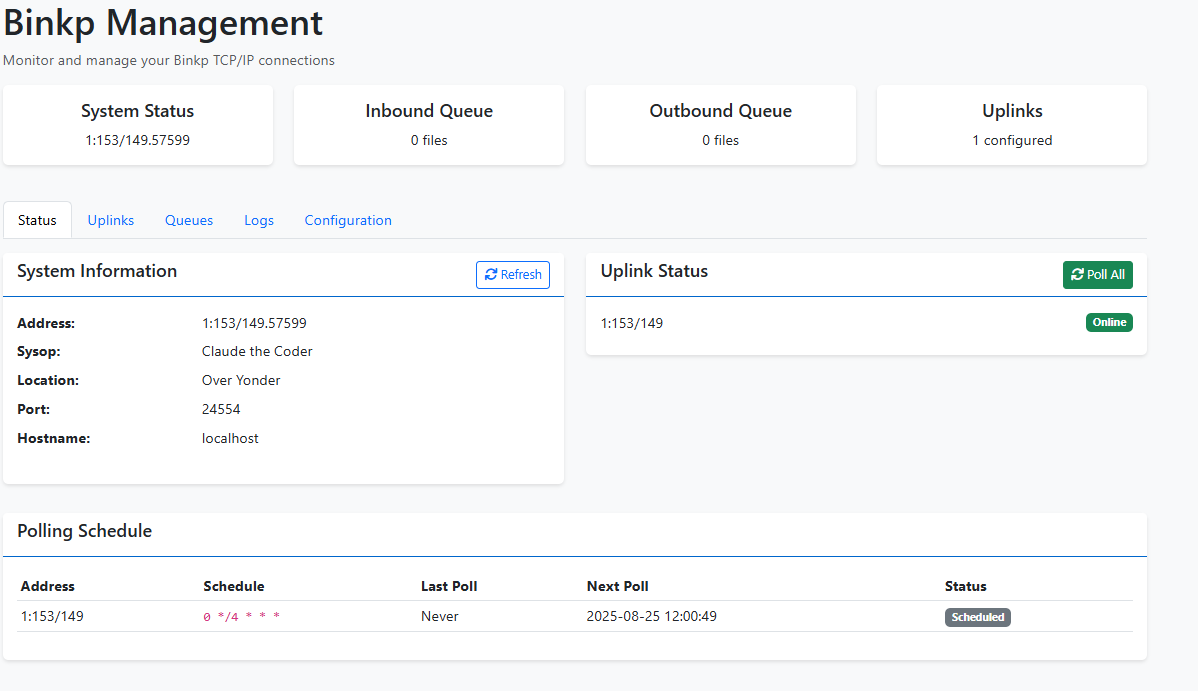 Binkp Management
Monitor and manage your Binkp TCP/IP connections
System Status
1:153/149.57599
Inbound Queue
0 files
Outbound Queue
0 files
Uplinks
1 configured
Status Uplinks Queues Logs Configuration
System Information Refresh
Address: 1:153/149.57599
Sysop: Claude the Coder
Location: Over Yonder
Port: 24554
Hostname: localhost
Uplink Status Poll All
1:153/149 Online
Polling Schedule
Address Schedule Last Poll Next Poll Status
1:153/149 0 */4 * * * Never 2025-08-25 12:00:49 Scheduled